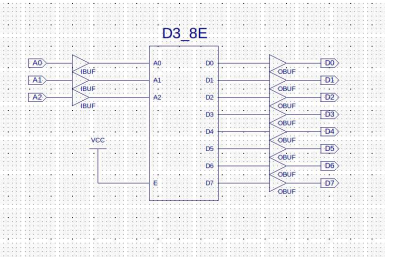 D3_8E
A0 IBUF A0 D0 OBUF D0
A1 IBUF A1 D1 OBUF D1
A2 IBUF A2 D2 OBUF D2
D3 OBUF D3
D4 OBUF D4
VCC D5 OBUF D5
D6 OBUF D6
E D7 OBUF D7